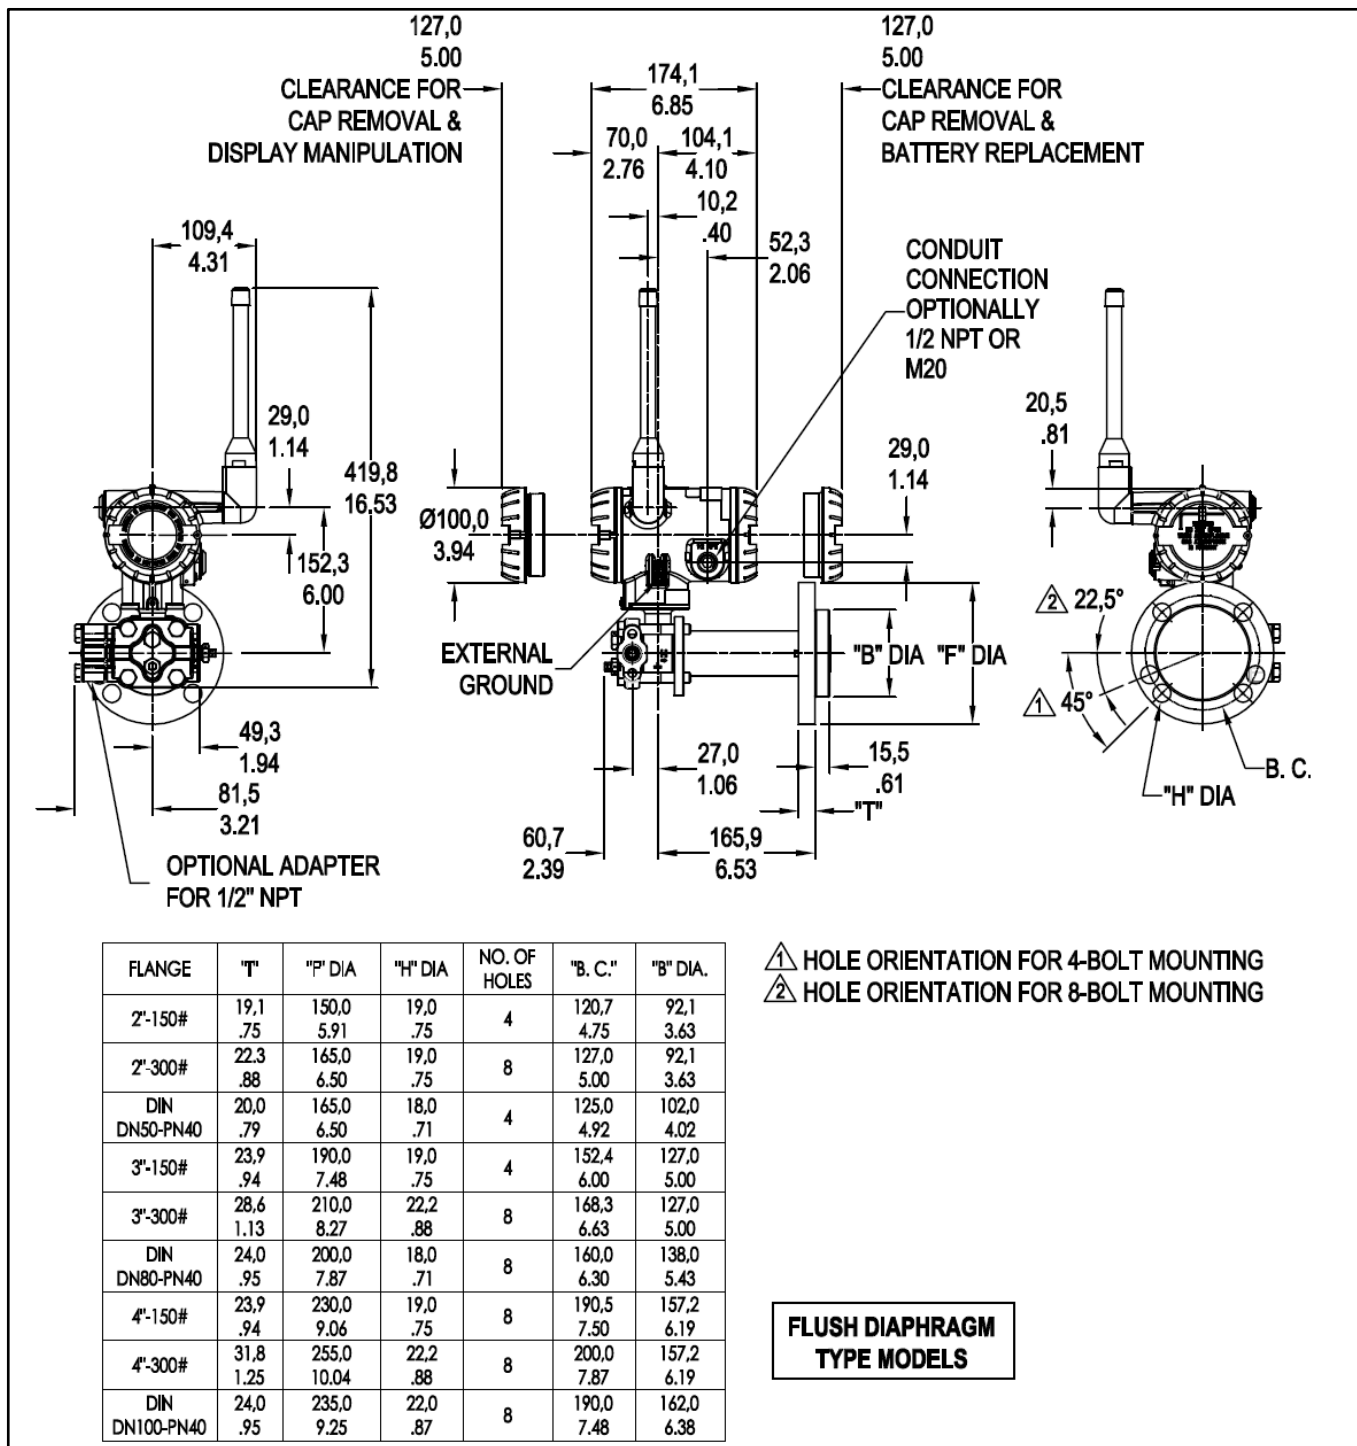 127,0
5.00
CLEARANCE FOR
CAP REMOVAL &
DISPLAY MANIPULATION
174,1
6.85
70,0
2.76
104,1
4.10
10,2
.40
52,3
2.06
127,0
5.00
CLEARANCE FOR
CAP REMOVAL &
BATTERY REPLACEMENT
CONDUIT
CONNECTION
OPTIONALLY
1/2 NPT OR
M20
109,4
4.31
29,0
1.14
419,8
16.53
152,3
6.00
Ø100,0
3.94
29,0
1.14
20,5
.81
EXTERNAL
GROUND
"B" DIA "F" DIA
2 22,5°
1 45°
49,3
1.94
81,5
3.21
27,0
1.06
15,5
.61
"T"
60,7
2.39
165,9
6.53
B. C.
"H" DIA
OPTIONAL ADAPTER
FOR 1/2" NPT
FLANGE "T" "F" DIA "H" DIA NO. OF HOLES "B. C." "B" DIA.
2"-150# 19,1 150,0 19,0 4 120,7 92,1
.75 5.91 .75 4.75 3.63
2"-300# 22.3 165,0 19,0 8 127,0 92,1
.88 6.50 .75 5.00 3.63
DIN 20,0 165,0 18,0 4 125,0 102,0
DN50-PN40 .79 6.50 .71 4.92 4.02
3"-150# 23,9 190,0 19,0 4 152,4 127,0
.94 7.48 .75 6.00 5.00
3"-300# 28,6 210,0 22,2 8 168,3 127,0
1.13 8.27 .88 6.63 5.00
DIN 24,0 200,0 18,0 8 160,0 138,0
DN80-PN40 .95 7.87 .71 6.30 5.43
4"-150# 23,9 230,0 19,0 8 190,5 157,2
.94 9.06 .75 7.50 6.19
4"-300# 31,8 255,0 22,2 8 200,0 157,2
1.25 10.04 .88 7.87 6.19
DIN 24,0 235,0 22,0 8 190,0 162,0
DN100-PN40 .95 9.25 .87 7.48 6.38
1 HOLE ORIENTATION FOR 4-BOLT MOUNTING
2 HOLE ORIENTATION FOR 8-BOLT MOUNTING
FLUSH DIAPHRAGM
TYPE MODELS